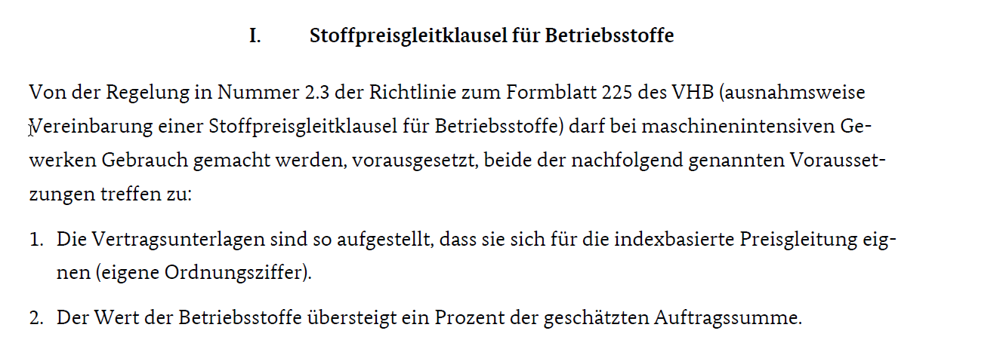 I. Stoffpreisgleitklausel für Betriebsstoffe
Von der Regelung in Nummer 2.3 der Richtlinie zum Formblatt 225 des VHB (ausnahmsweise
Vereinbarung einer Stoffpreisgleitklausel für Betriebsstoffe) darf bei maschinenintensiven Ge-
werken Gebrauch gemacht werden, vorausgesetzt, beide der nachfolgend genannten Vorausset-
zungen treffen zu:
1. Die Vertragsunterlagen sind so aufgestellt, dass sie sich für die indexbasierte Preisgleitung eig-
nen (eigene Ordnungsziffer).
2. Der Wert der Betriebsstoffe übersteigt ein Prozent der geschätzten Auftragssumme.